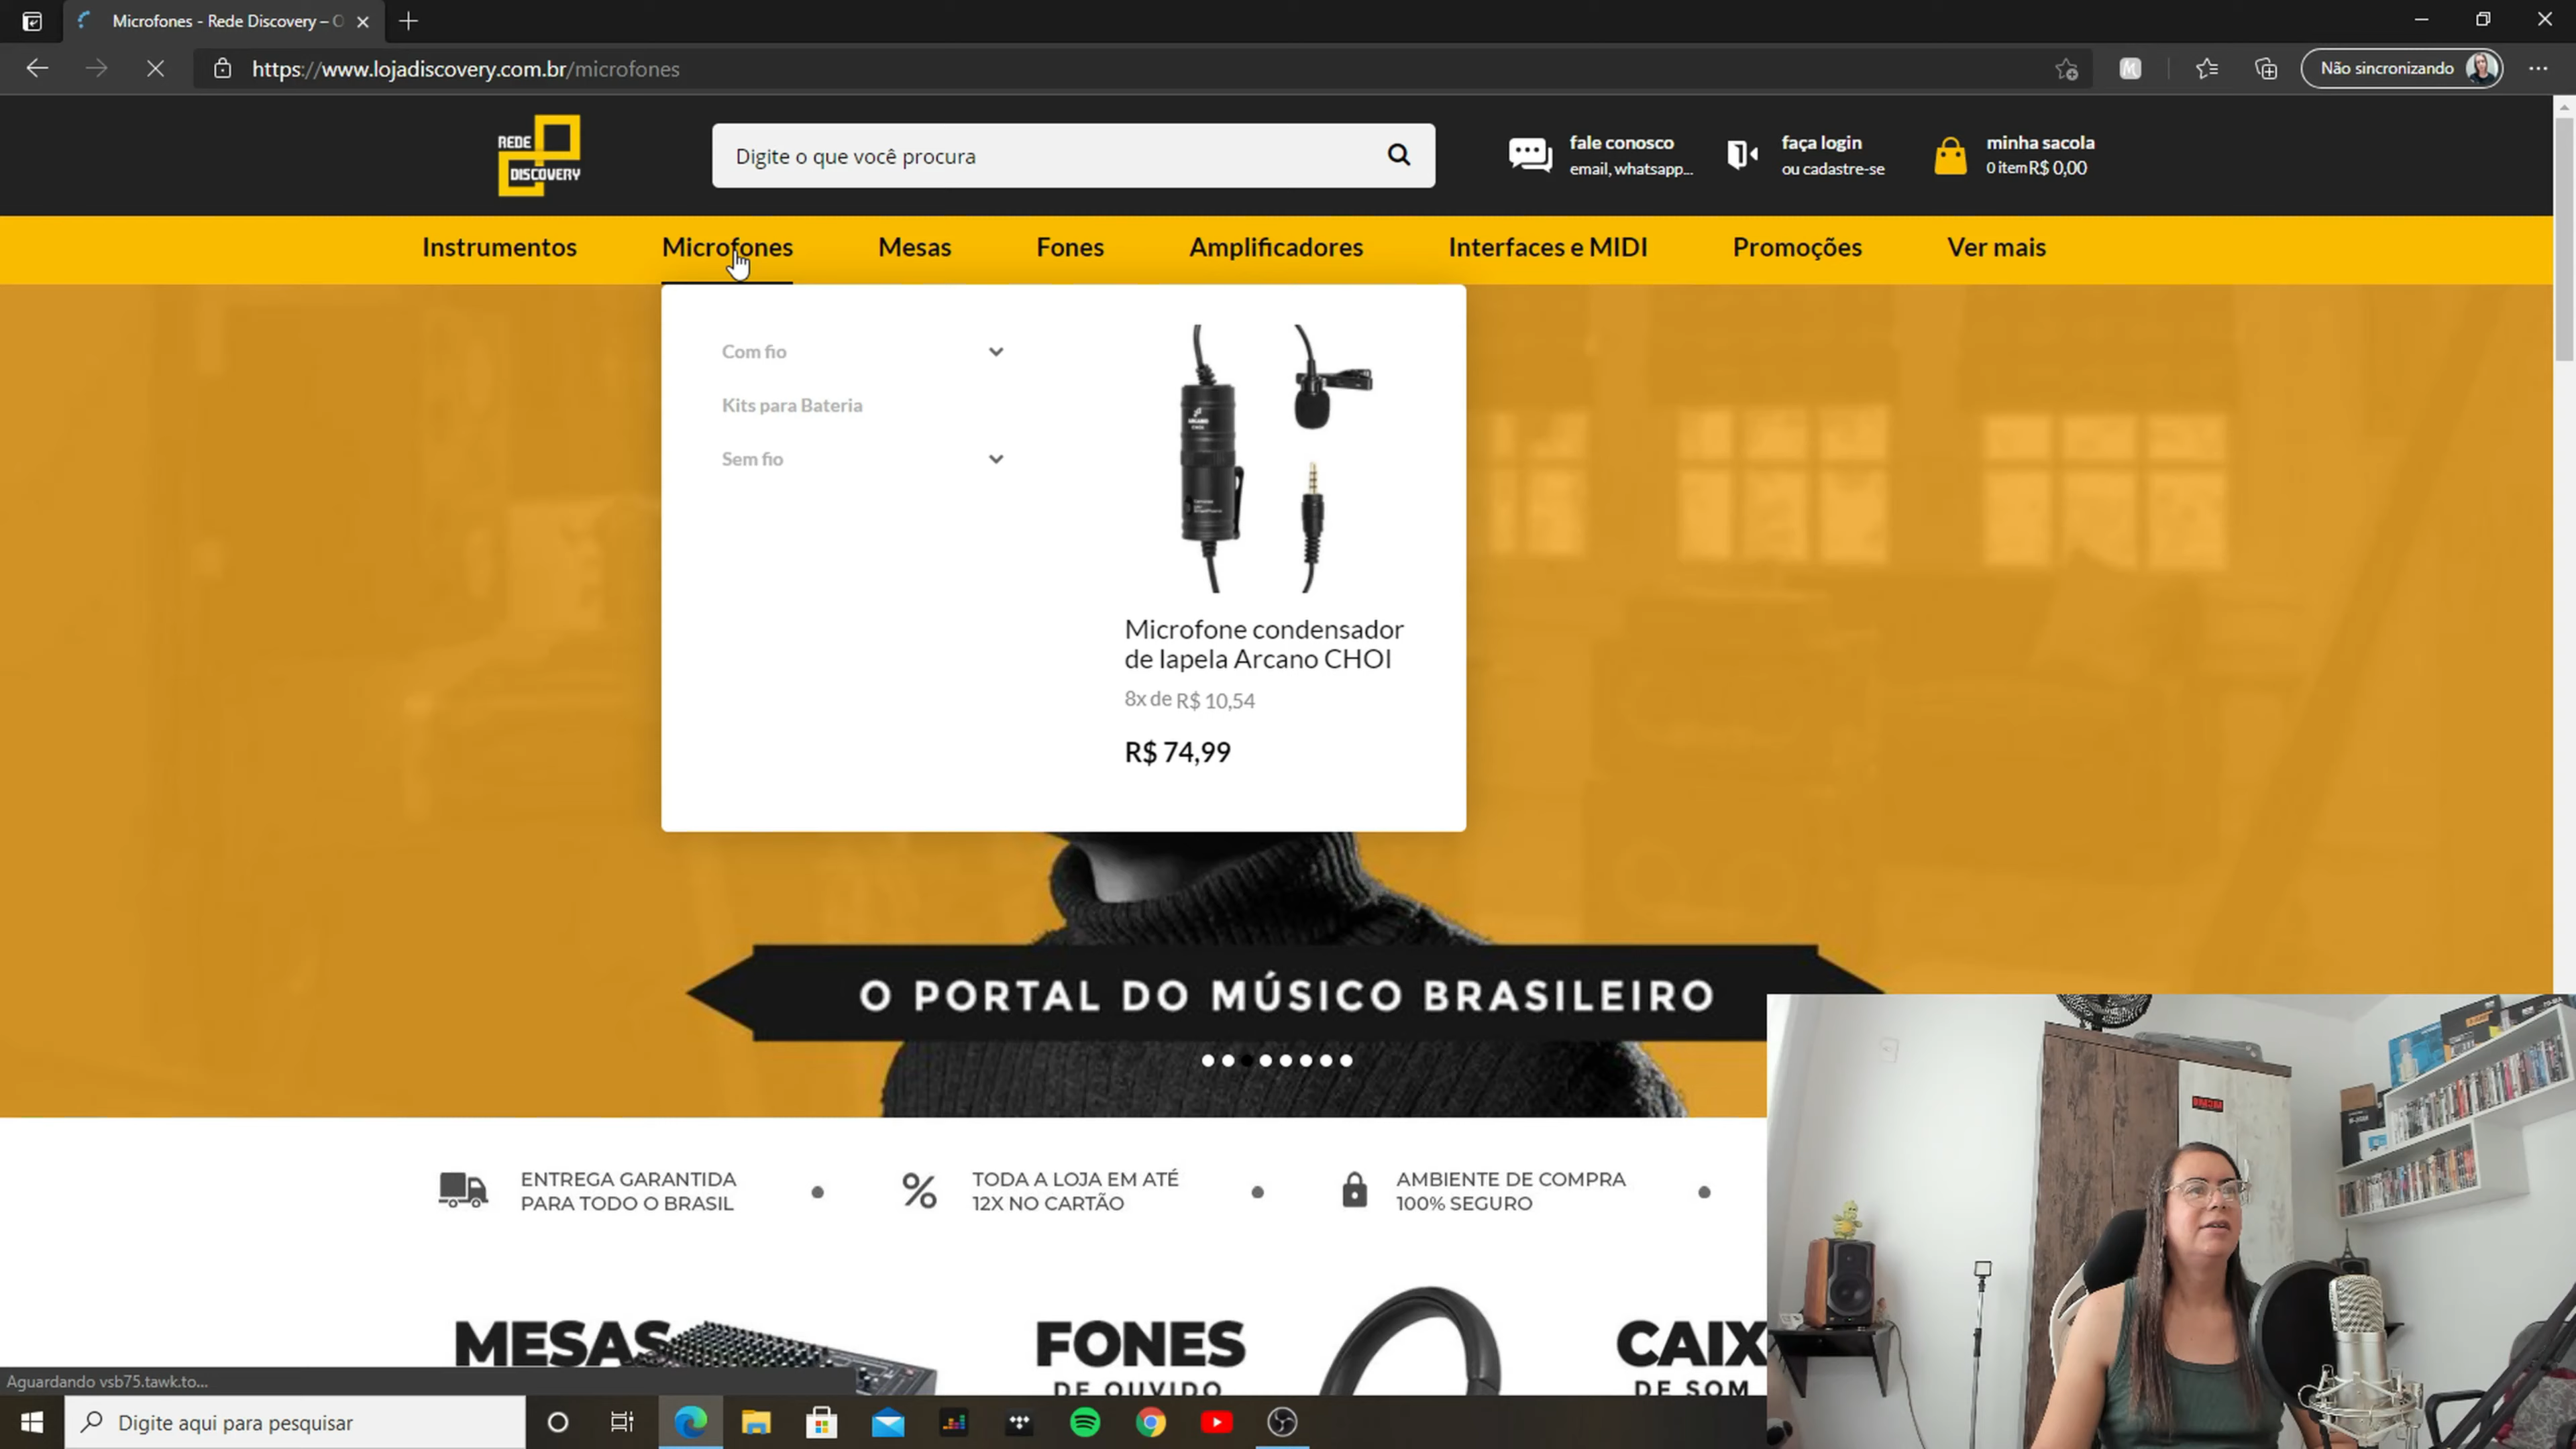 Microfones - Rede Discovery – O
https://www.lojadiscovery.com.br/microfones
Não sincronizando
REDE
DISCOVERY
Digite o que você procura
fale conosco
email, whatsapp...
faça login
ou cadastre-se
minha sacola
0 item R$ 0,00
Instrumentos Microfones Mesas Fones Amplificadores Interfaces e MIDI Promoções Ver mais
Com fio
Kits para Bateria
Sem fio
Microfone condensador
de lapela Arcano CHOI
8x de R$ 10,54
R$ 74,99
O PORTAL DO MÚSICO BRASILEIRO
ENTREGA GARANTIDA
PARA TODO O BRASIL
TODA A LOJA EM ATÉ
12X NO CARTÃO
AMBIENTE DE COMPRA
100% SEGURO
MESAS
FONES
DE OUVIDO
CAIX
DE SOM
Aguardando vsb75.tawk.to...
Digite aqui para pesquisar